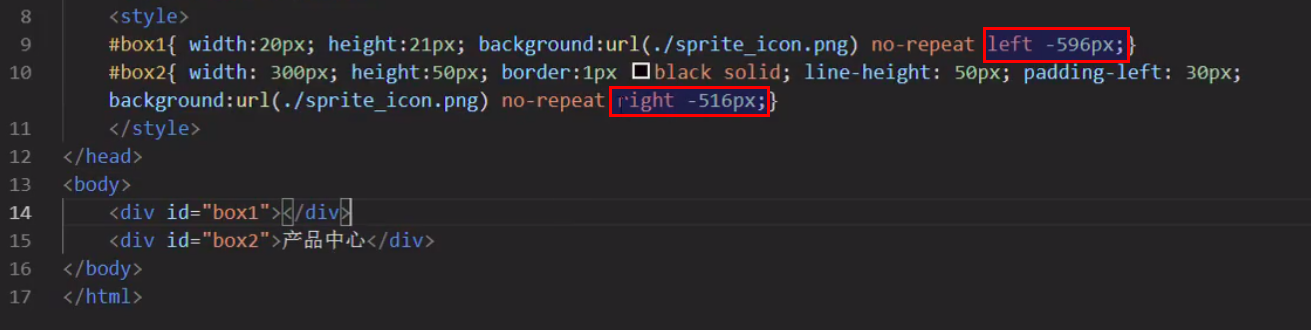 8 <style>
9 #box1{ width:20px; height:21px; background:url(./sprite_icon.png) no-repeat left -596px;}
10 #box2{ width: 300px; height:50px; border:1px black solid; line-height: 50px; padding-left: 30px;
background:url(./sprite_icon.png) no-repeat right -516px;}
11 </style>
12 </head>
13 <body>
14 <div id="box1"></div>
15 <div id="box2">产品中心</div>
16 </body>
17 </html>